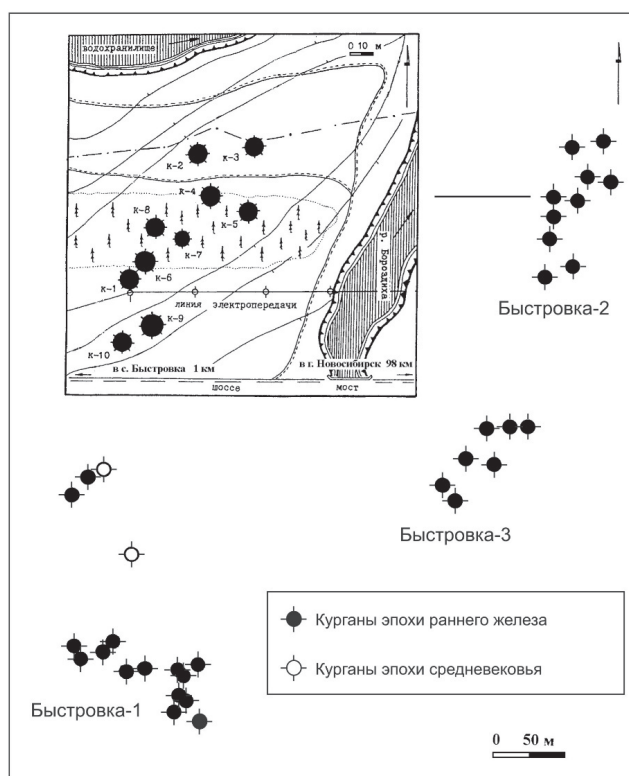 водохранилище
0 10 м
к-2
к-3
к-4
к-8
к-5
к-7
к-6
к-1
линия электропередачи
р. Бороздиха
к-9
к-10
в с. Быстровка 1 км
в г. Новосибирск 98 км
шоссе
мост
Быстровка-2
Быстровка-3
Курганы эпохи раннего железа
Курганы эпохи средневековья
Быстровка-1
0 50 м